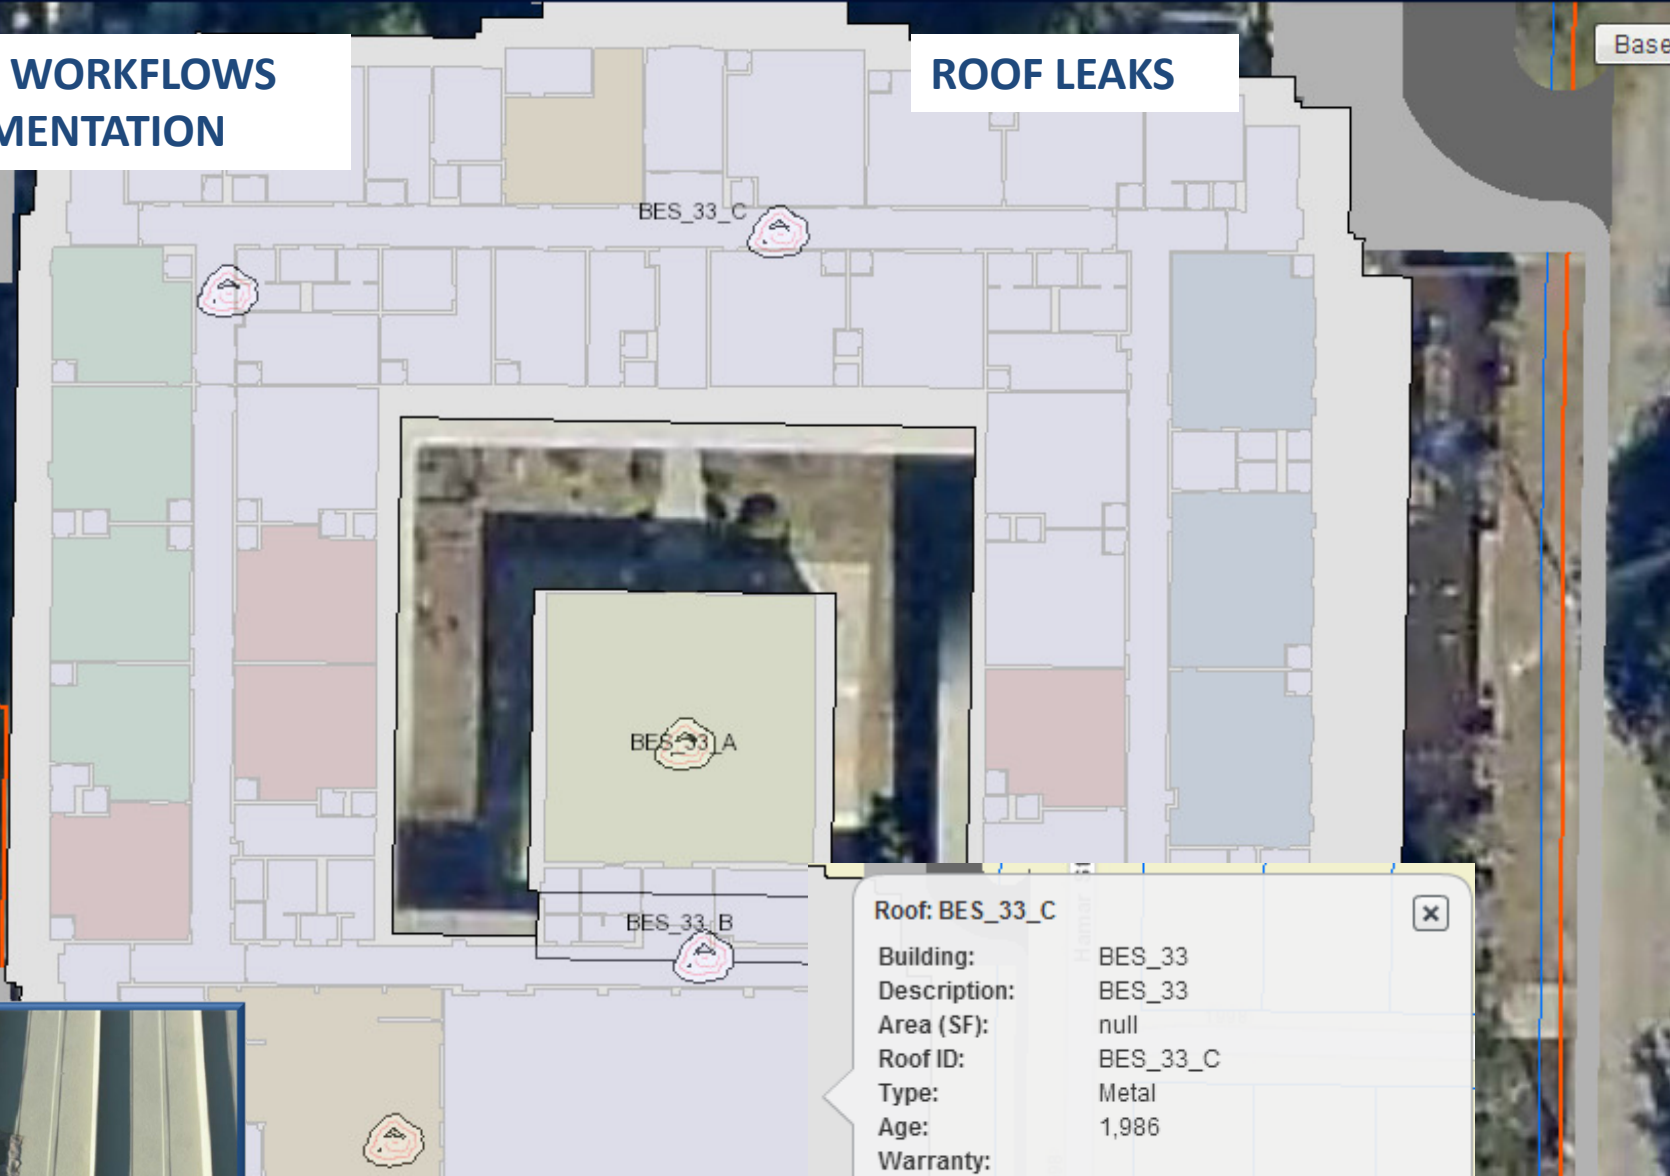 WORKFLOWS
MENTATION
ROOF LEAKS
Base
BES_33_C
BES_33_A
BES_33_B
Roof: BES_33_C
Building: BES_33
Description: BES_33
Area (SF): null
Roof ID: BES_33_C
Type: Metal
Age: 1,986
Warranty: